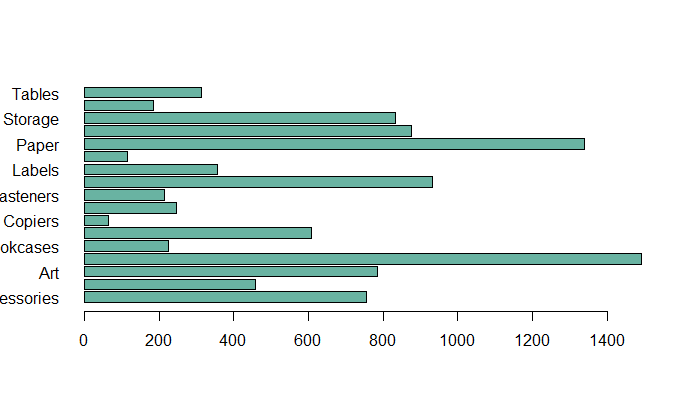 Tables
Storage
Paper
Labels
asteners
Copiers
okcases
Art
essories
0 200 400 600 800 1000 1200 1400